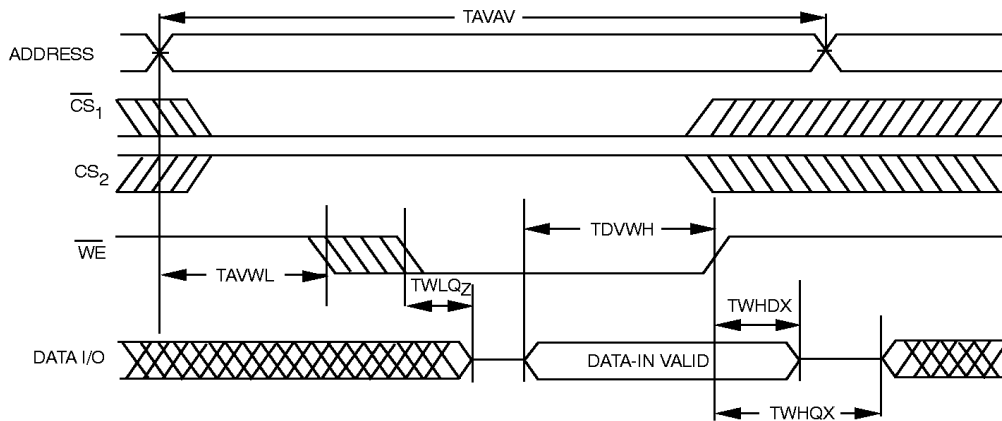 TAVAV
ADDRESS
CS1
CS2
WE
TDVWH
TAVWL
TWLQZ
TWHDX
DATA I/O
DATA-IN VALID
TWHQX